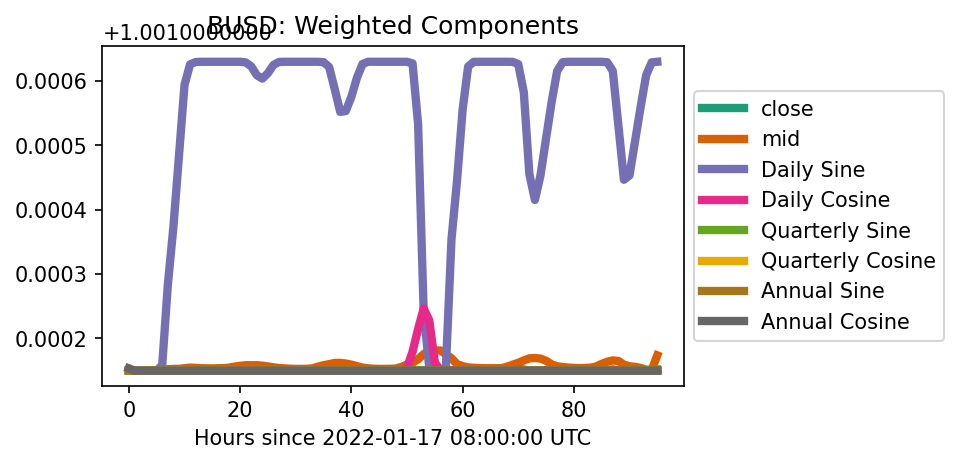 BUSD: Weighted Components
+1.0010000000
0.0006
0.0005
0.0004
0.0003
0.0002
0 20 40 60 80
Hours since 2022-01-17 08:00:00 UTC
close
mid
Daily Sine
Daily Cosine
Quarterly Sine
Quarterly Cosine
Annual Sine
Annual Cosine